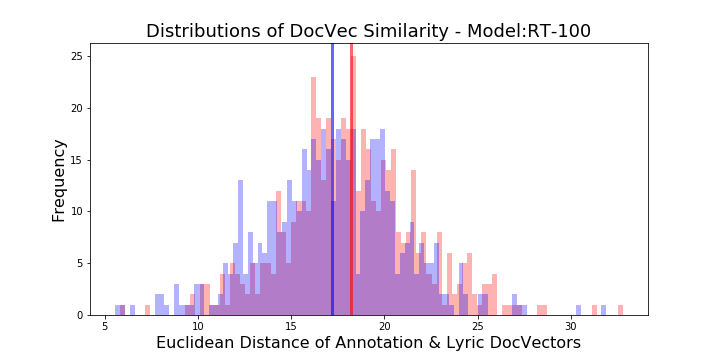 Distributions of DocVec Similarity - Model:RT-100
Frequency
25
20
15
10
5
0
5 10 15 20 25 30
Euclidean Distance of Annotation & Lyric DocVectors